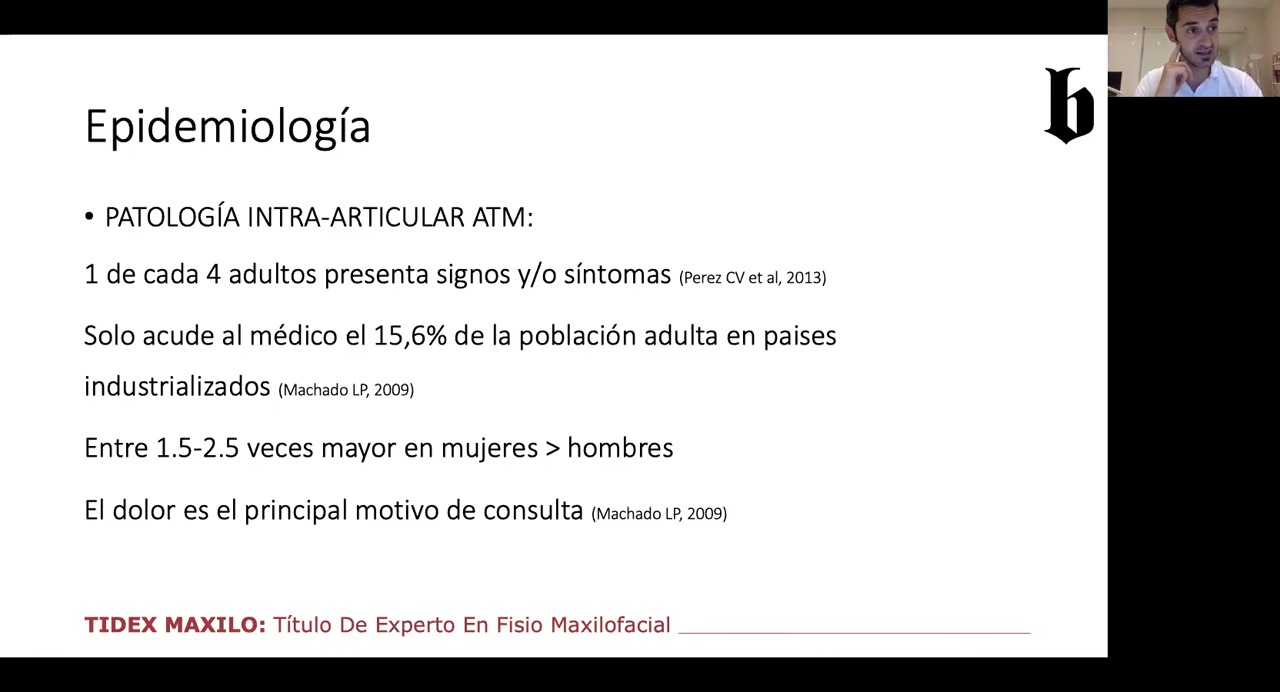 Epidemiología
b
• PATOLOGÍA INTRA-ARTICULAR ATM:
1 de cada 4 adultos presenta signos y/o síntomas (Perez CV et al, 2013)
Solo acude al médico el 15,6% de la población adulta en paises
industrializados (Machado LP, 2009)
Entre 1.5-2.5 veces mayor en mujeres > hombres
El dolor es el principal motivo de consulta (Machado LP, 2009)
TIDEX MAXILO: Título De Experto En Fisio Maxilofacial